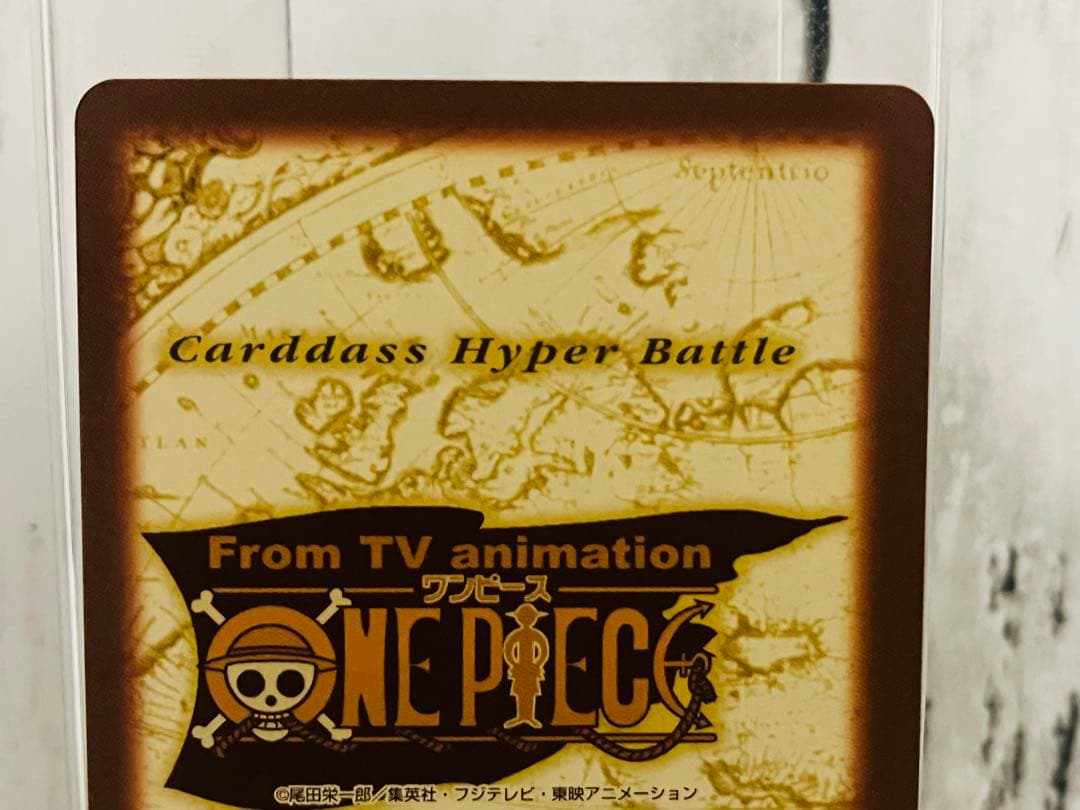 Septentrio
Carddass Hyper Battle
TLAN
From TV animation
ワンピース
ONE PIECE
©尾田栄一郎／集英社・フジテレビ・東映アニメーション